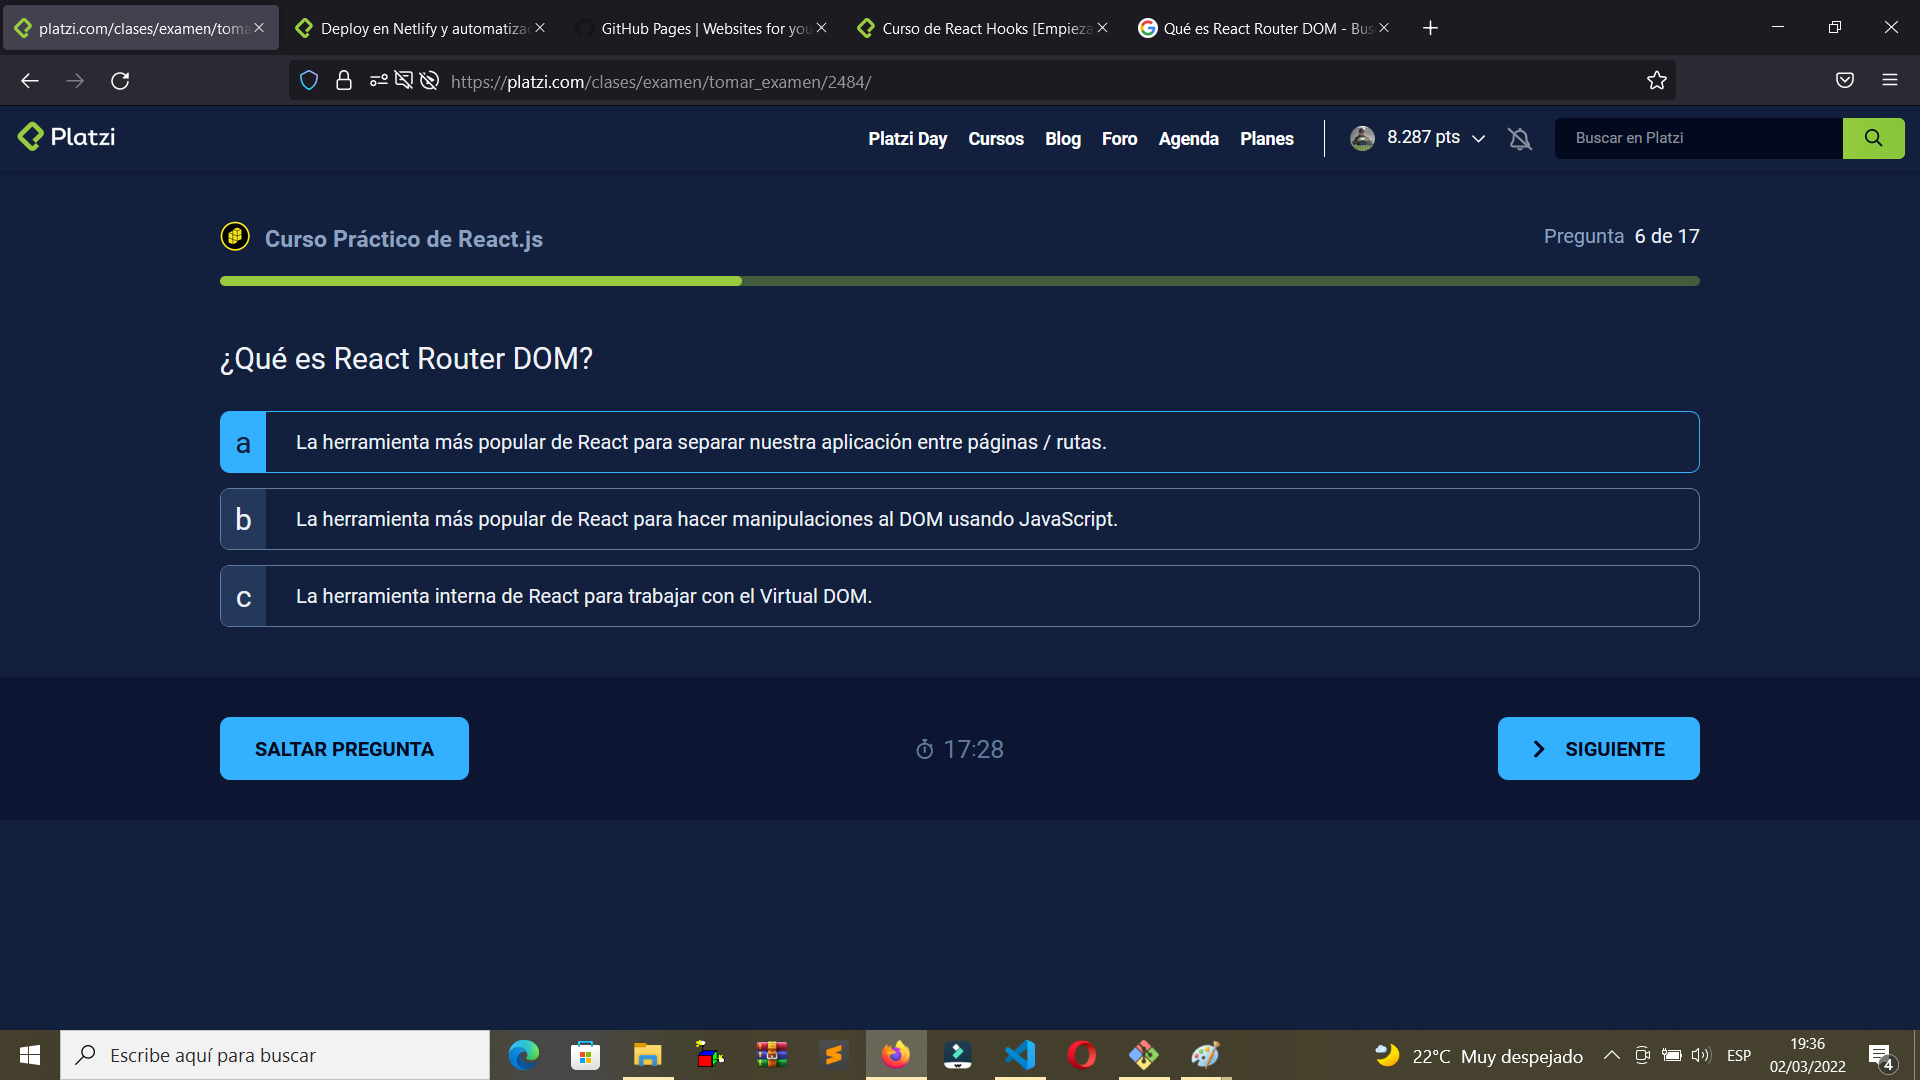 platzi.com/clases/examen/toma
Deploy en Netlify y automatizac
GitHub Pages | Websites for you
Curso de React Hooks [Empieza
Qué es React Router DOM - Bus
https://platzi.com/clases/examen/tomar_examen/2484/
Platzi
Platzi Day
Cursos
Blog
Foro
Agenda
Planes
8.287 pts
Buscar en Platzi
Curso Práctico de React.js
Pregunta 6 de 17
¿Qué es React Router DOM?
a La herramienta más popular de React para separar nuestra aplicación entre páginas / rutas.
b La herramienta más popular de React para hacer manipulaciones al DOM usando JavaScript.
c La herramienta interna de React para trabajar con el Virtual DOM.
SALTAR PREGUNTA
17:28
SIGUIENTE
Escribe aquí para buscar
22°C Muy despejado
ESP
19:36
02/03/2022
4